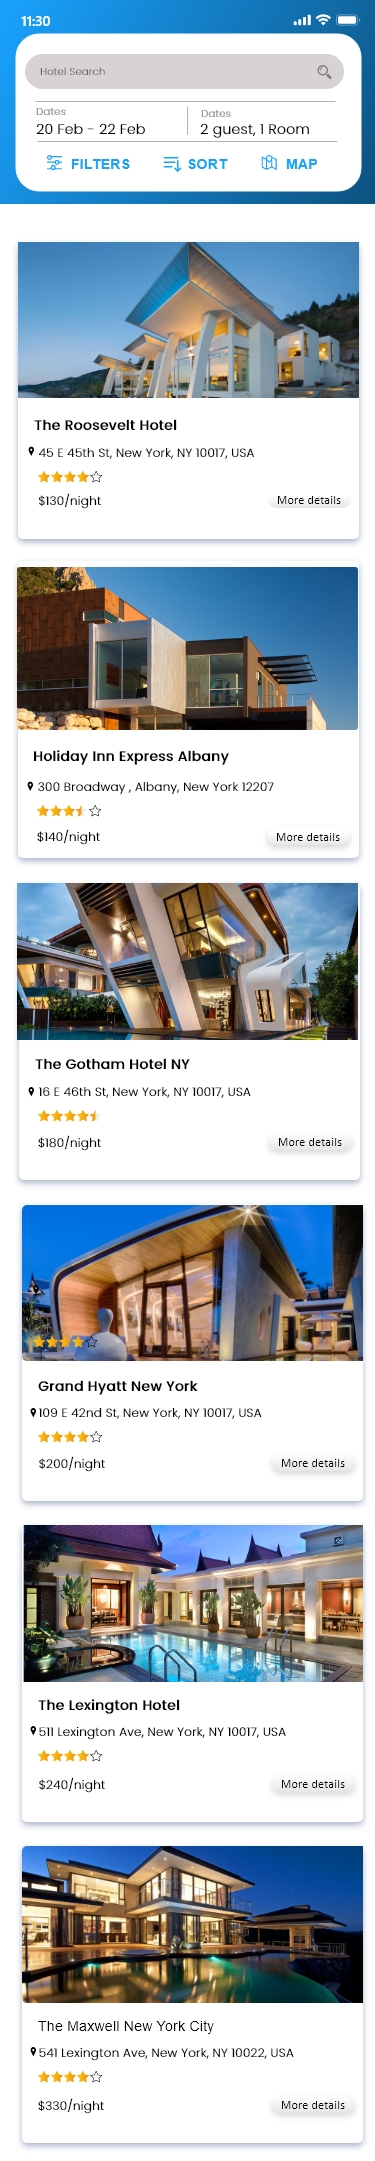 11:30
Hotel Search
Dates
Dates
20 Feb - 22 Feb
2 guest, 1 Room
FILTERS
SORT
MAP
The Roosevelt Hotel
45 E 45th St, New York, NY 10017, USA
$130/night
More details
Holiday Inn Express Albany
300 Broadway , Albany, New York 12207
$140/night
More details
The Gotham Hotel NY
16 E 46th St, New York, NY 10017, USA
$180/night
More details
Grand Hyatt New York
109 E 42nd St, New York, NY 10017, USA
$200/night
More details
The Lexington Hotel
511 Lexington Ave, New York, NY 10017, USA
$240/night
More details
The Maxwell New York City
541 Lexington Ave, New York, NY 10022, USA
$330/night
More details